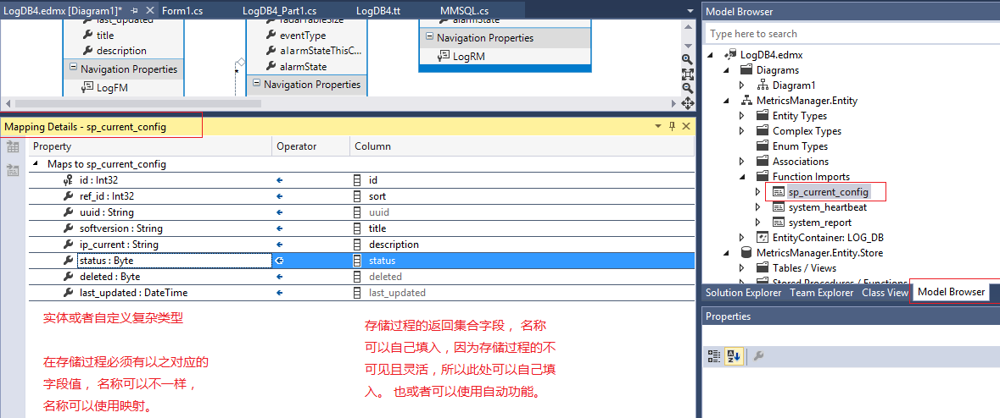 LogDB4.edmx [Diagram1]* Form1.cs LogDB4_Part1.cs LogDB4.tt MMSQL.cs
last_updated
title
description
Navigation Properties
LogFM
radarTableSize
eventType
alarmStateThisC...
alarmState
Navigation Properties
alarmState
Navigation Properties
LogRM
Mapping Details - sp_current_config
Property Operator Column
Maps to sp_current_config
id : Int32 id
ref_id : Int32 sort
uuid : String uuid
softversion : String title
ip_current : String description
status : Byte status
deleted : Byte deleted
last_updated : DateTime last_updated
实体或者自定义复杂类型
在存储过程必须有以之对应的
字段值， 名称可以不一样，
名称可以使用映射。
存储过程的返回集合字段， 名称
可以自己填入，因为存储过程的不
可见且灵活，所以此处可以自己填
入。 也或者可以使用自动功能。
Model Browser
Type here to search
LogDB4.edmx
Diagrams
Diagram1
MetricsManager.Entity
Entity Types
Complex Types
Enum Types
Associations
Function Imports
sp_current_config
system_heartbeat
system_report
EntityContainer: LOG_DB
MetricsManager.Entity.Store
Tables / Views
Stored Procedures / Functions
Solution Explorer Team Explorer Class View Model Browser
Properties